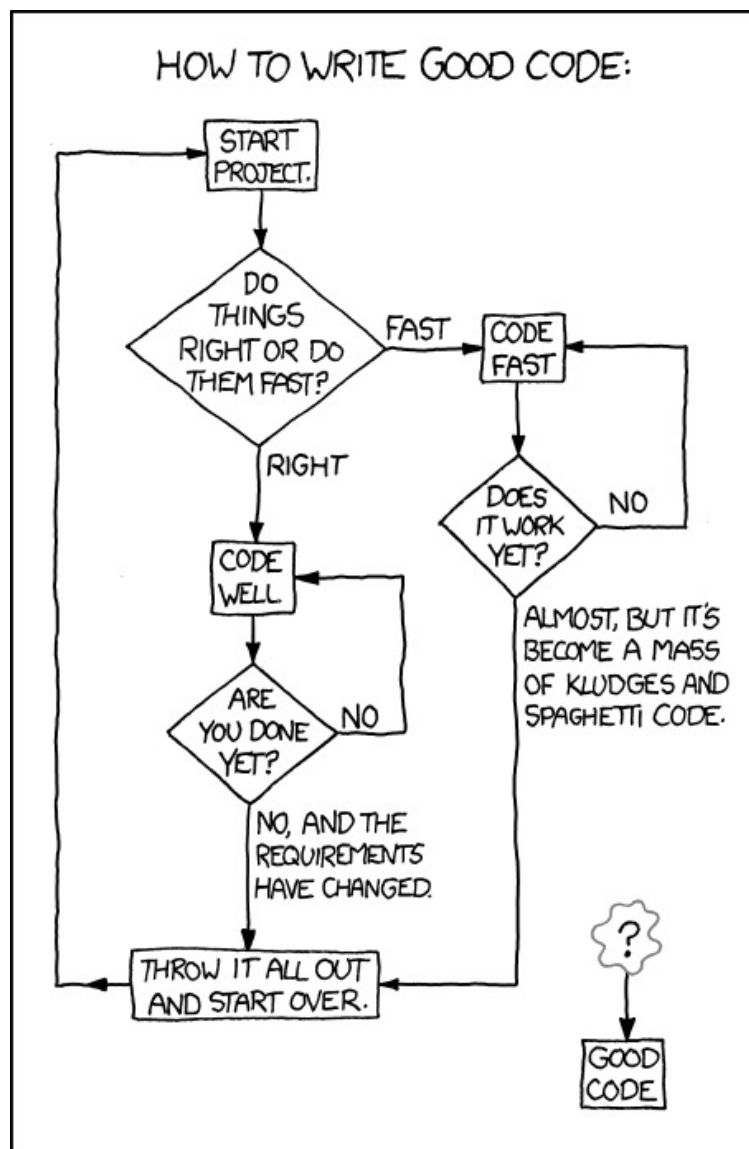 HOW TO WRITE GOOD CODE:
START
PROJECT.
DO
THINGS
RIGHT OR DO
THEM FAST?
FAST
CODE
FAST
RIGHT
DOES
IT WORK
YET?
NO
CODE
WELL
ALMOST, BUT IT'S
BECOME A MASS
OF KLUDGES AND
SPAGHETTI CODE.
ARE
YOU DONE
YET?
NO
NO, AND THE
REQUIREMENTS
HAVE CHANGED.
THROW IT ALL OUT
AND START OVER.
?
GOOD
CODE